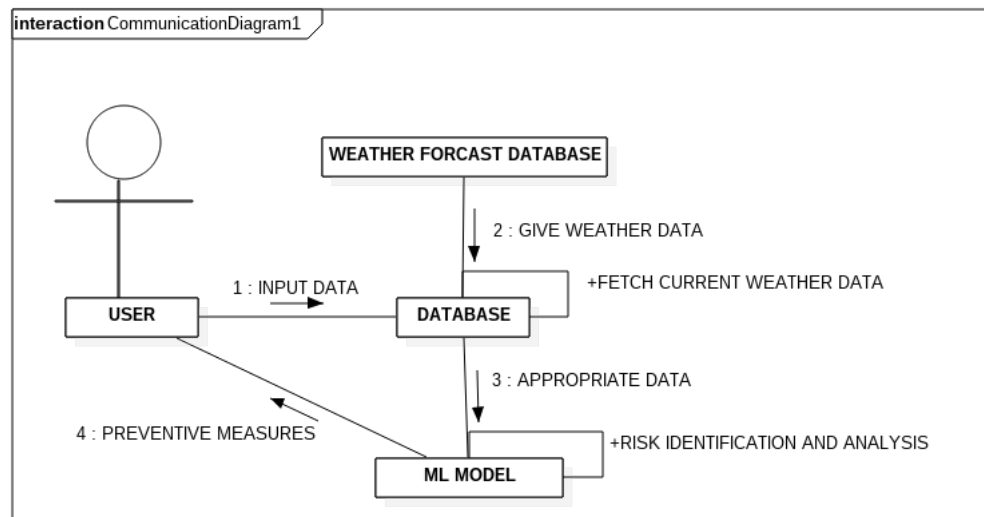 interaction CommunicationDiagram1
WEATHER FORCAST DATABASE
2 : GIVE WEATHER DATA
+FETCH CURRENT WEATHER DATA
1 : INPUT DATA
USER
DATABASE
3 : APPROPRIATE DATA
4 : PREVENTIVE MEASURES
+RISK IDENTIFICATION AND ANALYSIS
ML MODEL